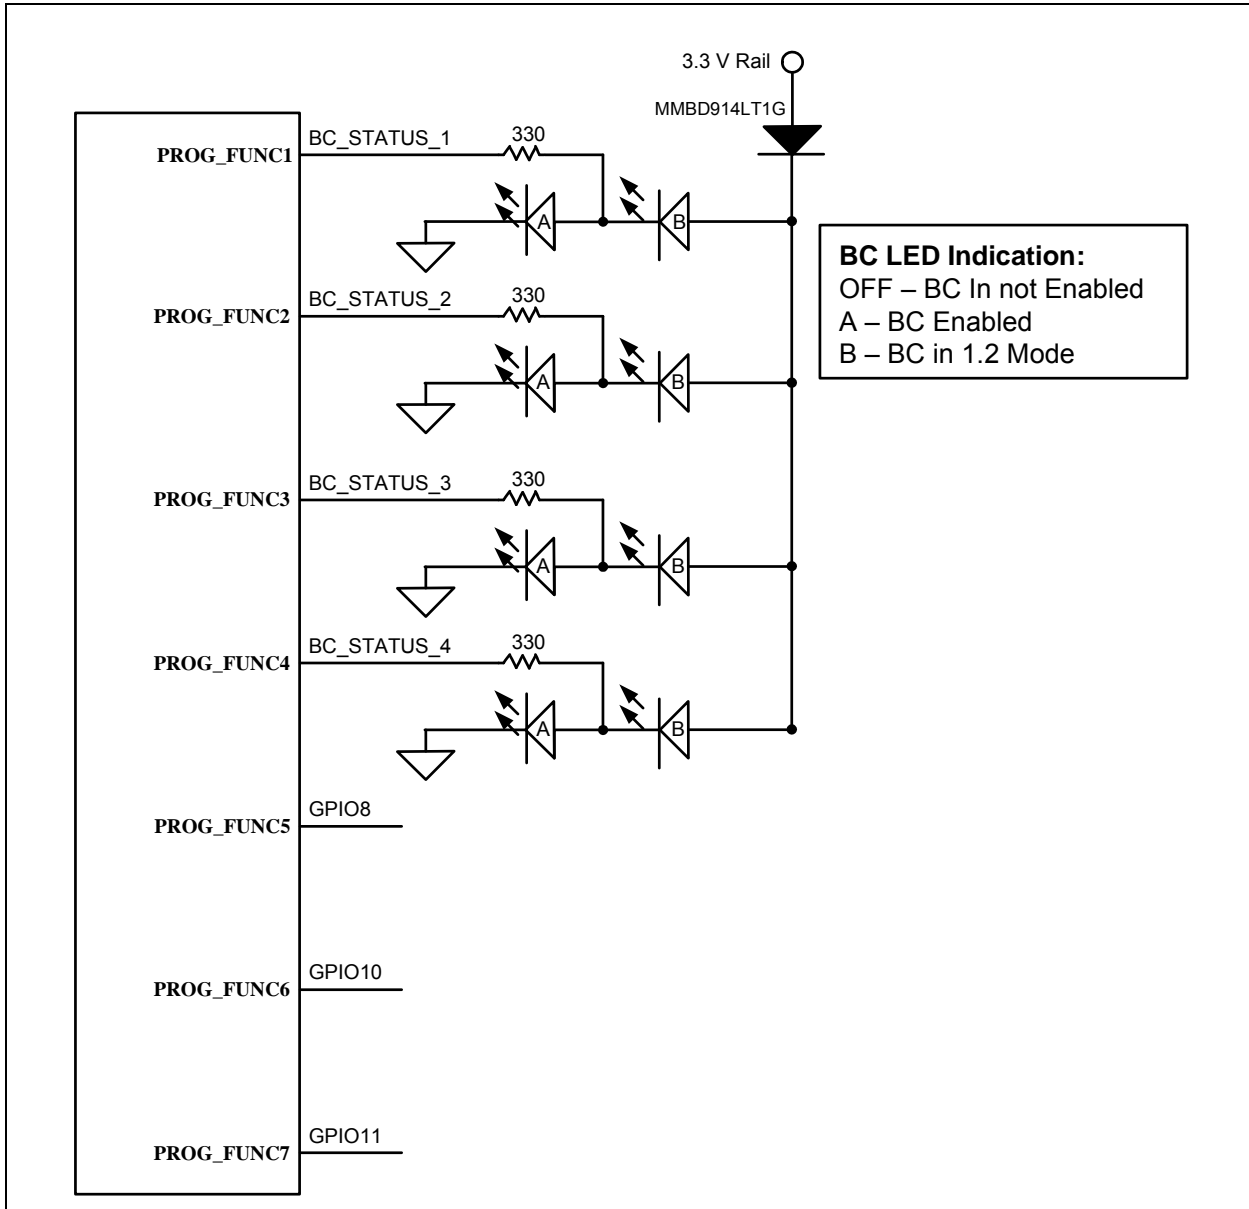 3.3 V Rail
MMBD914LT1G
PROG_FUNC1
BC_STATUS_1
330
A
B
BC LED Indication:
OFF – BC In not Enabled
A – BC Enabled
B – BC in 1.2 Mode
PROG_FUNC2
BC_STATUS_2
330
A
B
PROG_FUNC3
BC_STATUS_3
330
A
B
PROG_FUNC4
BC_STATUS_4
330
A
B
PROG_FUNC5
GPIO8
PROG_FUNC6
GPIO10
PROG_FUNC7
GPIO11